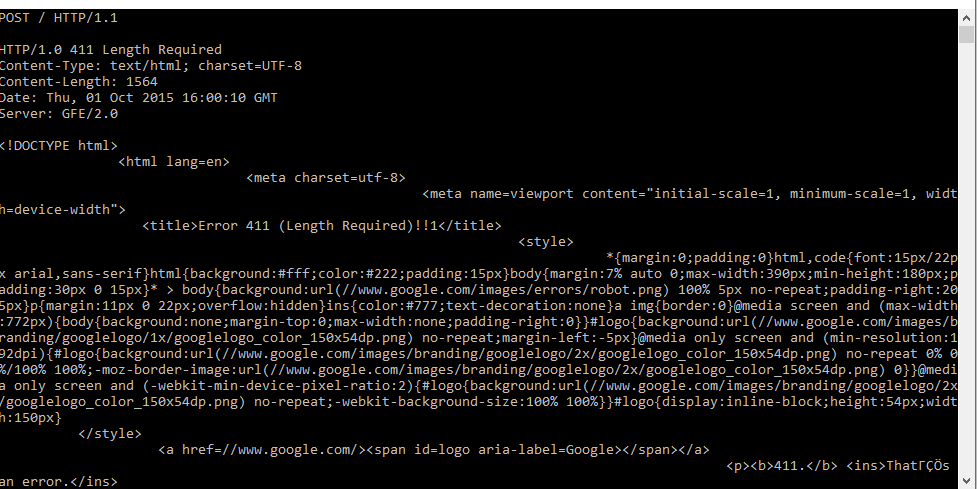 POST / HTTP/1.1
HTTP/1.0 411 Length Required
Content-Type: text/html; charset=UTF-8
Content-Length: 1564
Date: Thu, 01 Oct 2015 16:00:10 GMT
Server: GFE/2.0
<!DOCTYPE html>
<html lang=en>
<meta charset=utf-8>
<meta name=viewport content="initial-scale=1, minimum-scale=1, widt
h=device-width">
<title>Error 411 (Length Required)!!1</title>
<style>
*{margin:0;padding:0}html,code{font:15px/22p
x arial,sans-serif}html{background:#fff;color:#222;padding:15px}body{margin:7% auto 0;max-width:390px;min-height:180px;p
adding:30px 0 15px}* > body{background:url(//www.google.com/images/errors/robot.png) 100% 5px no-repeat;padding-right:20
5px}p{margin:11px 0 22px;overflow:hidden}ins{color:#777;text-decoration:none}a img{border:0}@media screen and (max-width
:772px){body{background:none;margin-top:0;max-width:none;padding-right:0}}#logo{background:url(//www.google.com/images/b
randing/googlelogo/1x/googlelogo_color_150x54dp.png) no-repeat;margin-left:-5px}@media only screen and (min-resolution:1
92dpi){#logo{background:url(//www.google.com/images/branding/googlelogo/2x/googlelogo_color_150x54dp.png) no-repeat 0% 0
%/100% 100%;-moz-border-image:url(//www.google.com/images/branding/googlelogo/2x/googlelogo_color_150x54dp.png) 0}}@medi
a only screen and (-webkit-min-device-pixel-ratio:2){#logo{background:url(//www.google.com/images/branding/googlelogo/2x
/googlelogo_color_150x54dp.png) no-repeat;-webkit-background-size:100% 100%}}#logo{display:inline-block;height:54px;widt
h:150px}
</style>
<a href=//www.google.com/><span id=logo aria-label=Google></span></a>
<p><b>411.</b> <ins>ThatΓÇÖs
an error.</ins>